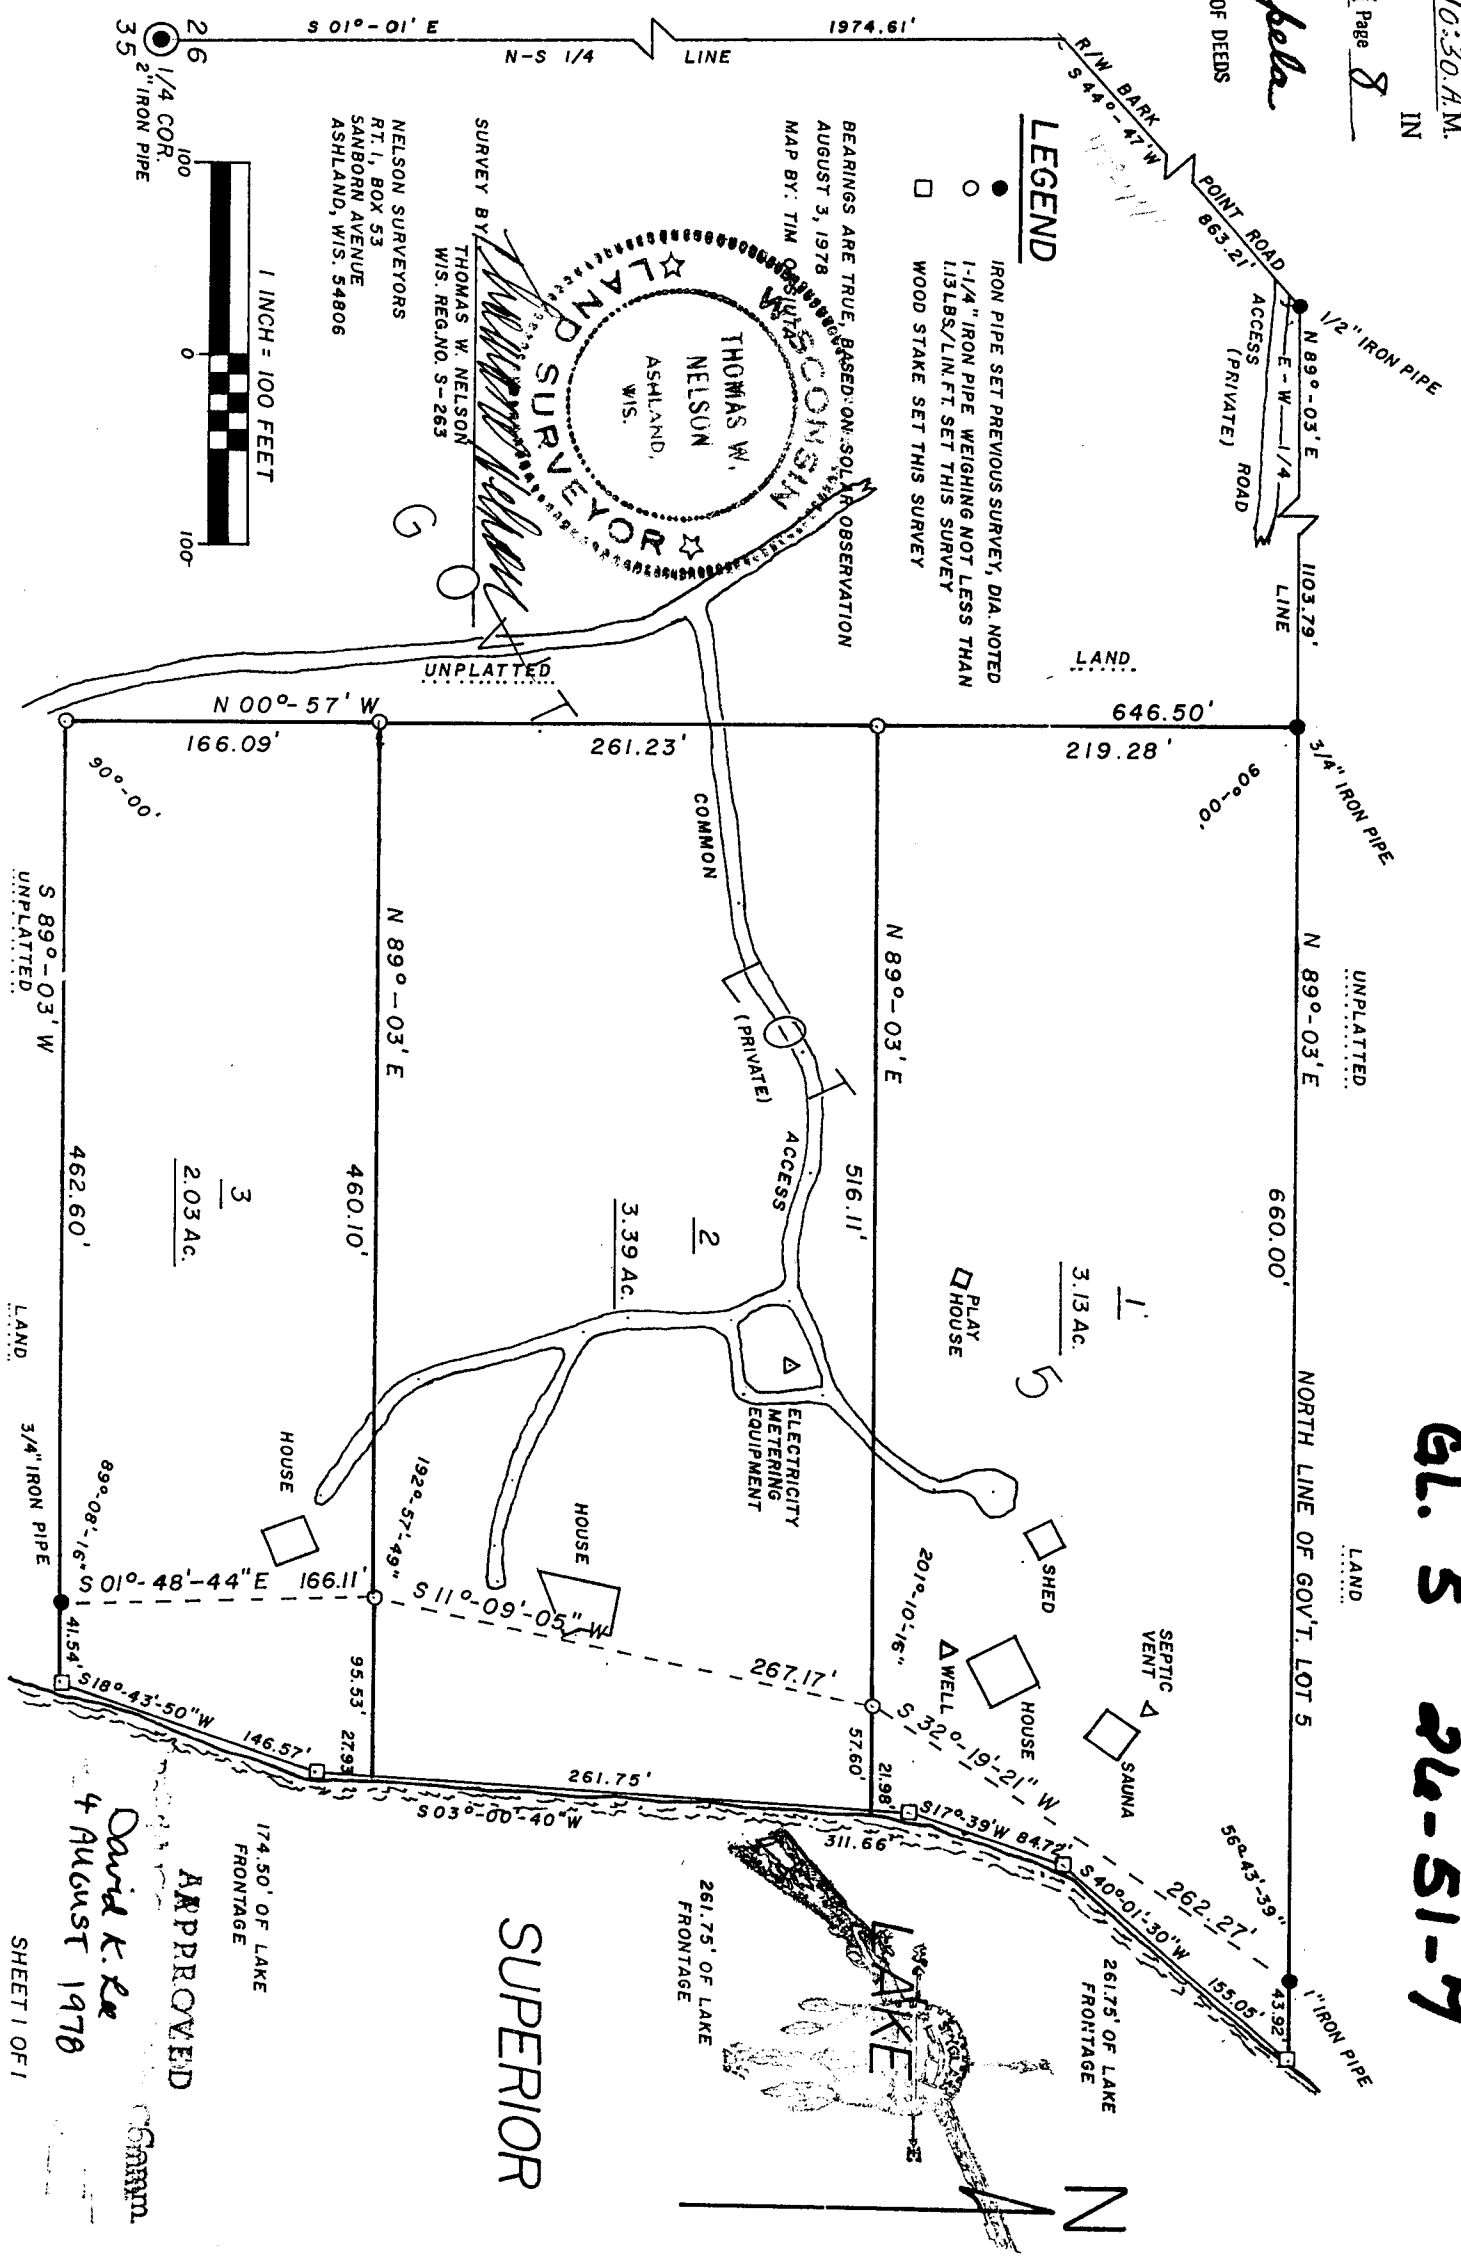 10:30 A.M.
IN
Page 8
OF DEEDS
GL. 5 26-51-4
1/2" IRON PIPE
N 89°-03' E
1103.79'
E-W 1/4 LINE
ACCESS ROAD
(PRIVATE)
R/W BARK POINT ROAD
S 44°-47' W 863.21'
1974.61'
S 01°-01' E
N-S 1/4 LINE
26
35
1/4 COR.
2" IRON PIPE
LEGEND
IRON PIPE SET PREVIOUS SURVEY, DIA. NOTED
1-1/4" IRON PIPE WEIGHING NOT LESS THAN
1.13 LBS/LIN.FT. SET THIS SURVEY
WOOD STAKE SET THIS SURVEY
BEARINGS ARE TRUE, BASED ON SOLAR OBSERVATION
AUGUST 3, 1978
MAP BY: TIM
WISCONSIN
LAND SURVEYOR
THOMAS W.
NELSON
ASHLAND,
WIS.
SURVEY BY
THOMAS W. NELSON
WIS. REG. NO. S-263
NELSON SURVEYORS
RT. 1, BOX 53
SANBORN AVENUE
ASHLAND, WIS. 54806
100 0 100
1 INCH = 100 FEET
GOV'T
LOT
5
UNPLATTED
LAND
3/4" IRON PIPE
646.50'
219.28'
261.23'
N 00°-57' W
166.09'
90°-00'
90°-00'
UNPLATTED
LAND
N 89°-03' E
660.00'
NORTH LINE OF GOV'T. LOT 5
1" IRON PIPE
43.92'
56°-43'-39"
1
3.13 Ac.
PLAY
HOUSE
SHED
HOUSE
WELL
SEPTIC
VENT
SAUNA
262.27'
S 32°-19'-21" W
155.05'
S 40°-01'-30" W
84.72'
S 17°-39' W
21.98'
N 89°-03' E
516.11'
57.60'
201°-10'-16"
COMMON
(PRIVATE)
ACCESS
2
3.39 Ac.
ELECTRICITY
METERING
EQUIPMENT
HOUSE
267.17'
S 11°-09'-05" W
311.66'
261.75'
S 03°-00'-40" W
N 89°-03' E
460.10'
95.53'
27.93'
192°-57'-49"
3
2.03 Ac.
HOUSE
166.11'
S 01°-48'-44" E
146.57'
S 18°-43'-50" W
S 89°-03' W
462.60'
41.54'
89°-08'-16"
3/4" IRON PIPE
UNPLATTED
LAND
261.75' OF LAKE
FRONTAGE
261.75' OF LAKE
FRONTAGE
174.50' OF LAKE
FRONTAGE
LAKE
SUPERIOR
N
E
APPROVED
David K. Lee
4 AUGUST 1978
SHEET 1 OF 1